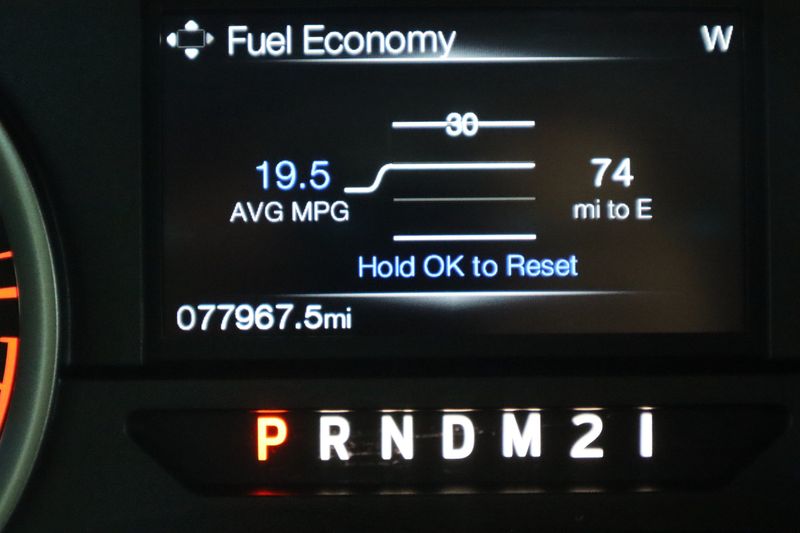 Fuel Economy W
30
19.5 74
AVG MPG mi to E
Hold OK to Reset
077967.5mi
P R N D M 2 1